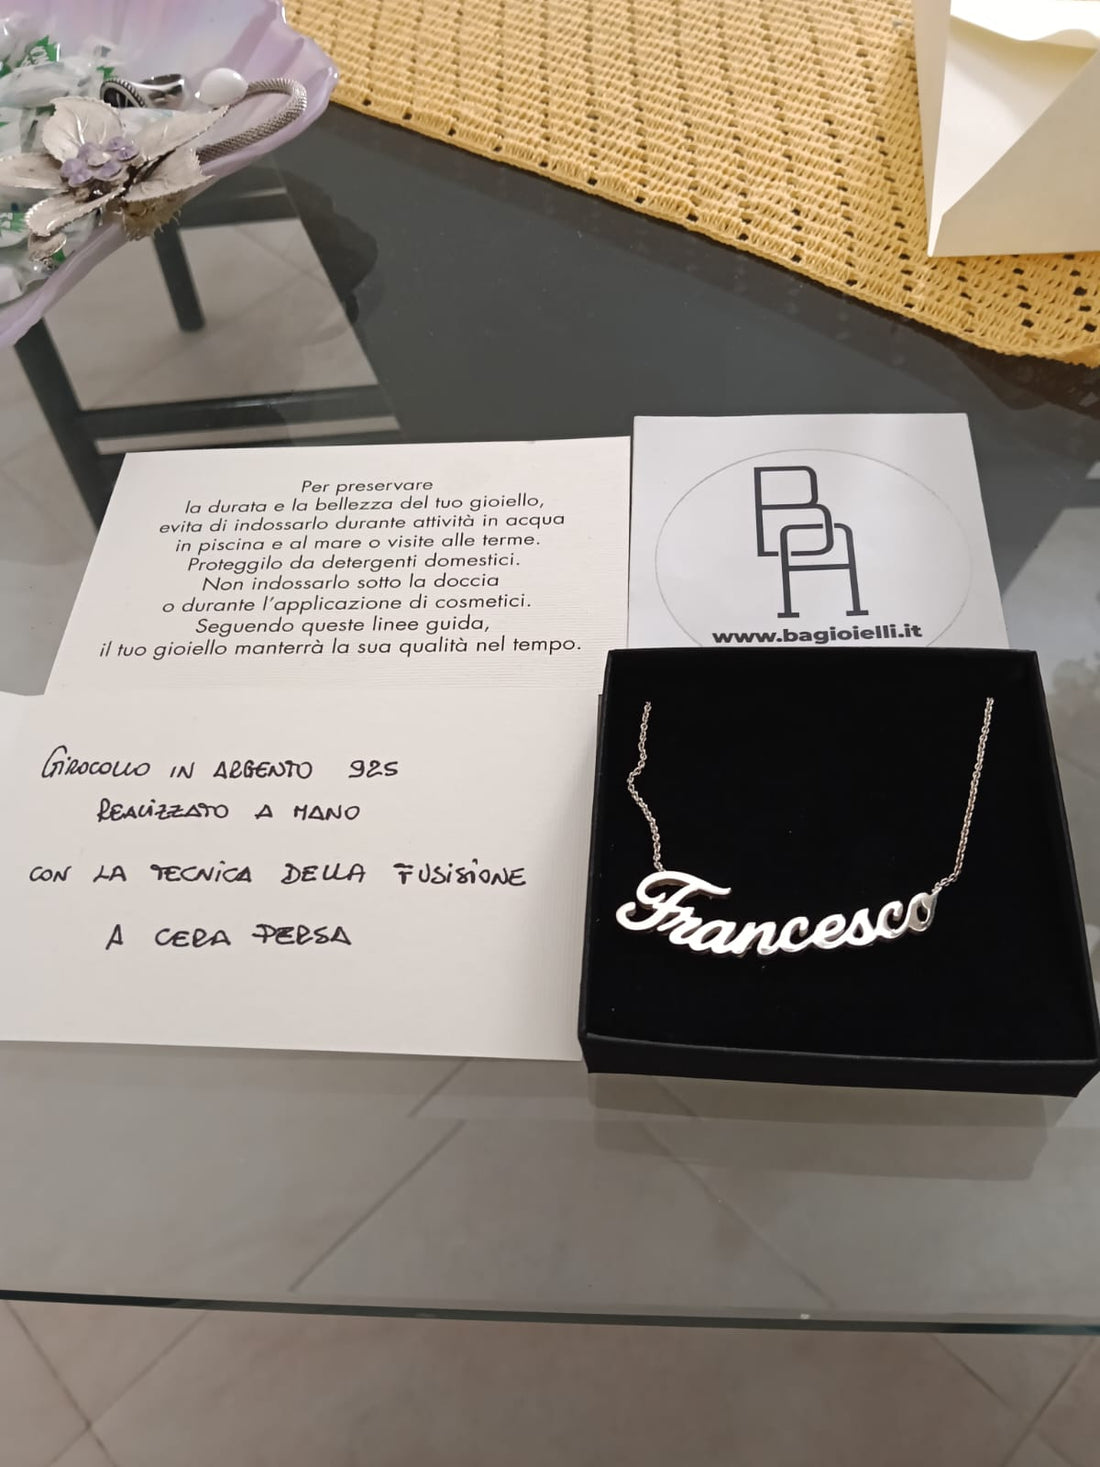 Per preservare
la durata e la bellezza del tuo gioiello,
evita di indossarlo durante attività in acqua
in piscina e al mare o visite alle terme.
Proteggilo da detergenti domestici.
Non indossarlo sotto la doccia
o durante l'applicazione di cosmetici.
Seguendo queste linee guida,
il tuo gioiello manterrà la sua qualità nel tempo.
BA
www.bagioielli.it
GIROCOLLO IN ARGENTO 925
REALIZZATO A MANO
CON LA TECNICA DELLA FUSISIONE
A CERA PERSA
Francesco